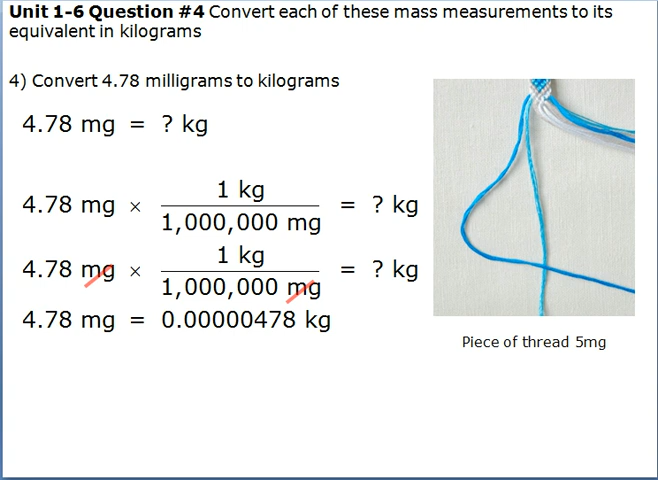 Unit 1-6 Question #4 Convert each of these mass measurements to its
equivalent in kilograms
4) Convert 4.78 milligrams to kilograms
4.78 mg = ? kg
4.78 mg × 1 kg / 1,000,000 mg = ? kg
4.78 mg × 1 kg / 1,000,000 mg = ? kg
4.78 mg = 0.00000478 kg
Piece of thread 5mg